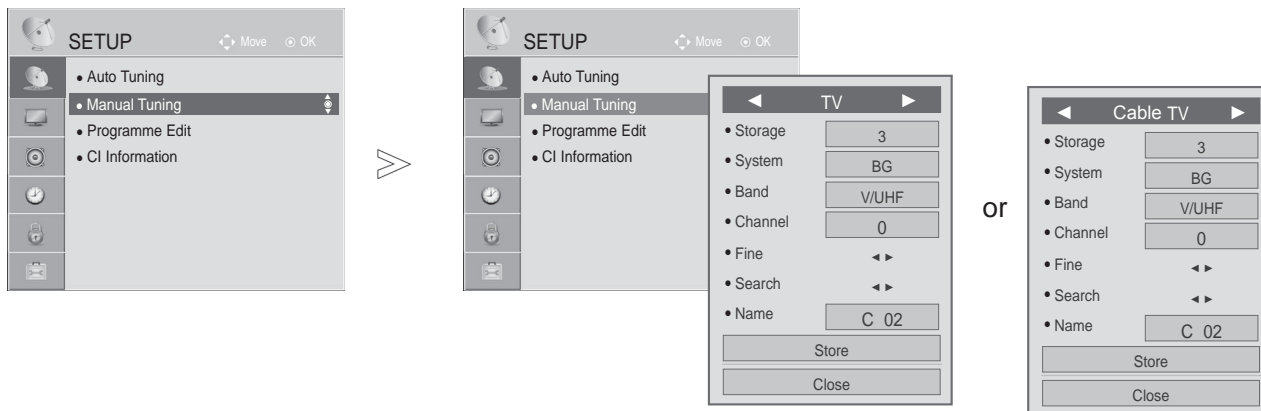 SETUP Move OK
• Auto Tuning
• Manual Tuning
• Programme Edit
• CI Information
SETUP Move OK
• Auto Tuning
• Manual Tuning
• Programme Edit
• CI Information
◄ TV ►
• Storage 3
• System BG
• Band V/UHF
• Channel 0
• Fine ◄ ►
• Search ◄ ►
• Name C 02
Store
Close
or
◄ Cable TV ►
• Storage 3
• System BG
• Band V/UHF
• Channel 0
• Fine ◄ ►
• Search ◄ ►
• Name C 02
Store
Close